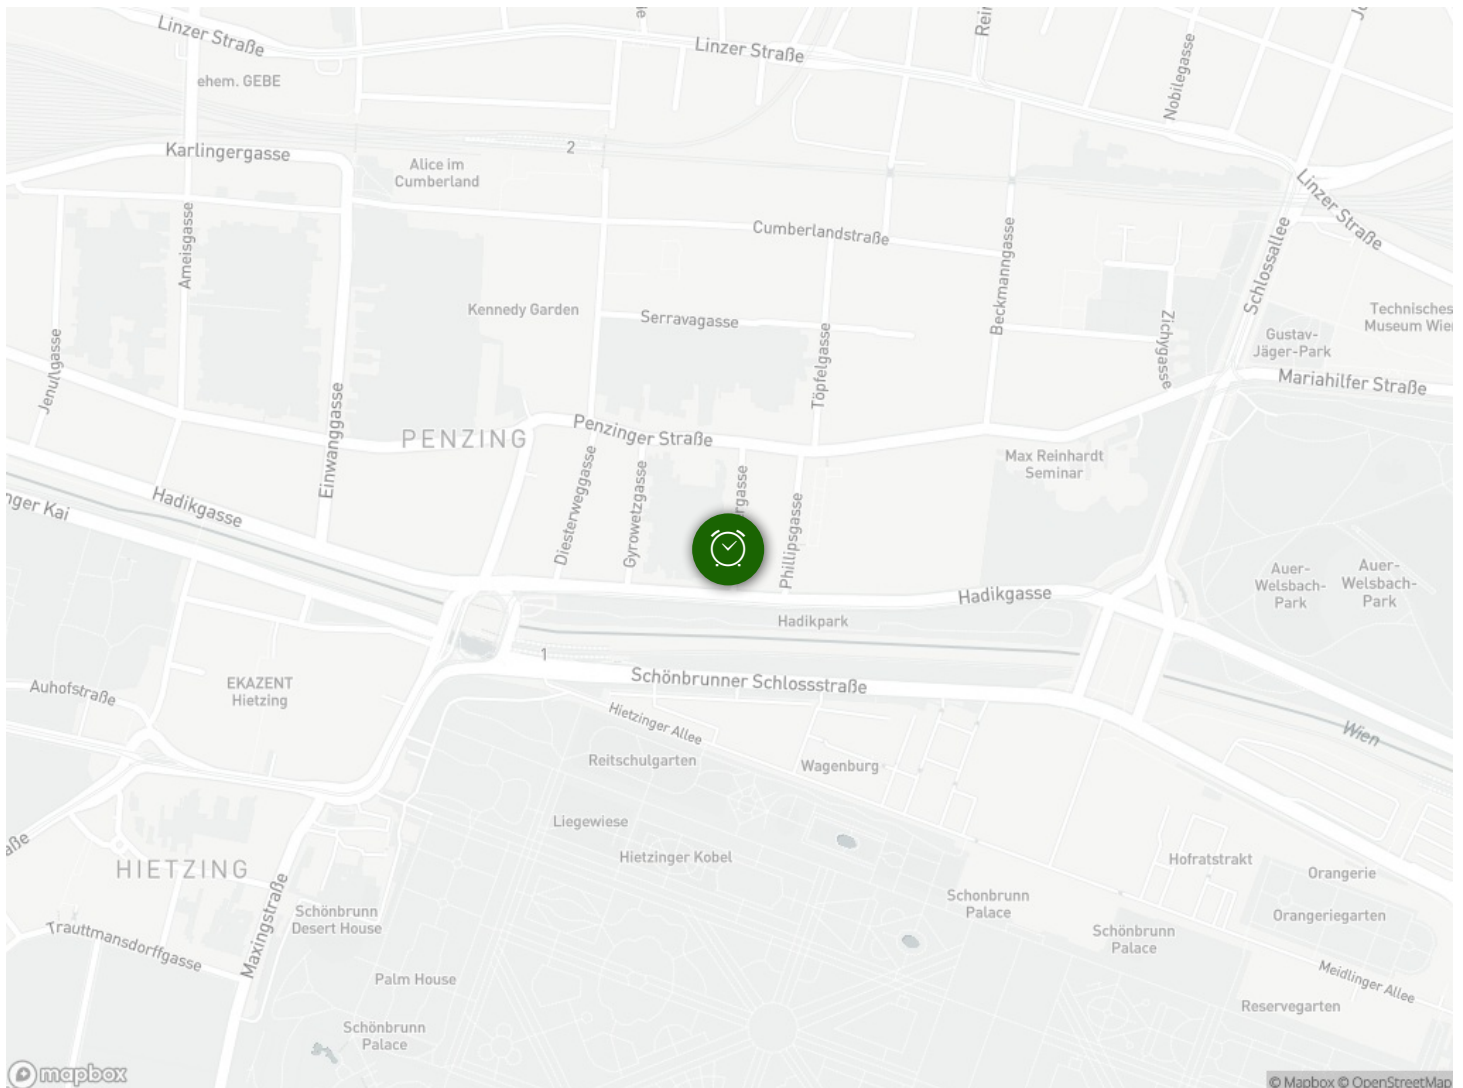 Linzer Straße
Linzer Straße
Nobilegasse
ehem. GEBE
Karlingergasse
2
Alice im
Cumberland
Linzer Straße
Ameisgasse
Cumberlandstraße
Beckmanngasse
Schlossallee
Kennedy Garden
Serravagasse
Technisches
Gustav-
Jäger-Park
Jenullgasse
Töpfelgasse
Zichygasse
Mariahilfer Straße
Einwanggasse
PENZING
Penzinger Straße
Max Reinhardt
Seminar
Hadikgasse
Diesterweggasse
Gyrowetzgasse
Phillipsgasse
Auer-
Welsbach-
Park
Auer-
Welsbach-
Park
Hadikgasse
Hadikpark
1
Schönbrunner Schlossstraße
EKAZENT
Hietzing
Auhofstraße
Hietzinger Allee
Wien
Reitschulgarten
Wagenburg
Liegewiese
Hietzinger Kobel
HIETZING
Hofratstrakt
Orangerie
Schonbrunn
Palace
Orangeriegarten
Schönbrunn
Desert House
Maxingstraße
Schönbrunn
Palace
Trauttmansdorffgasse
Palm House
Meidlinger Allee
Reservegarten
Schönbrunn
Palace
mapbox
© Mapbox © OpenStreetMap